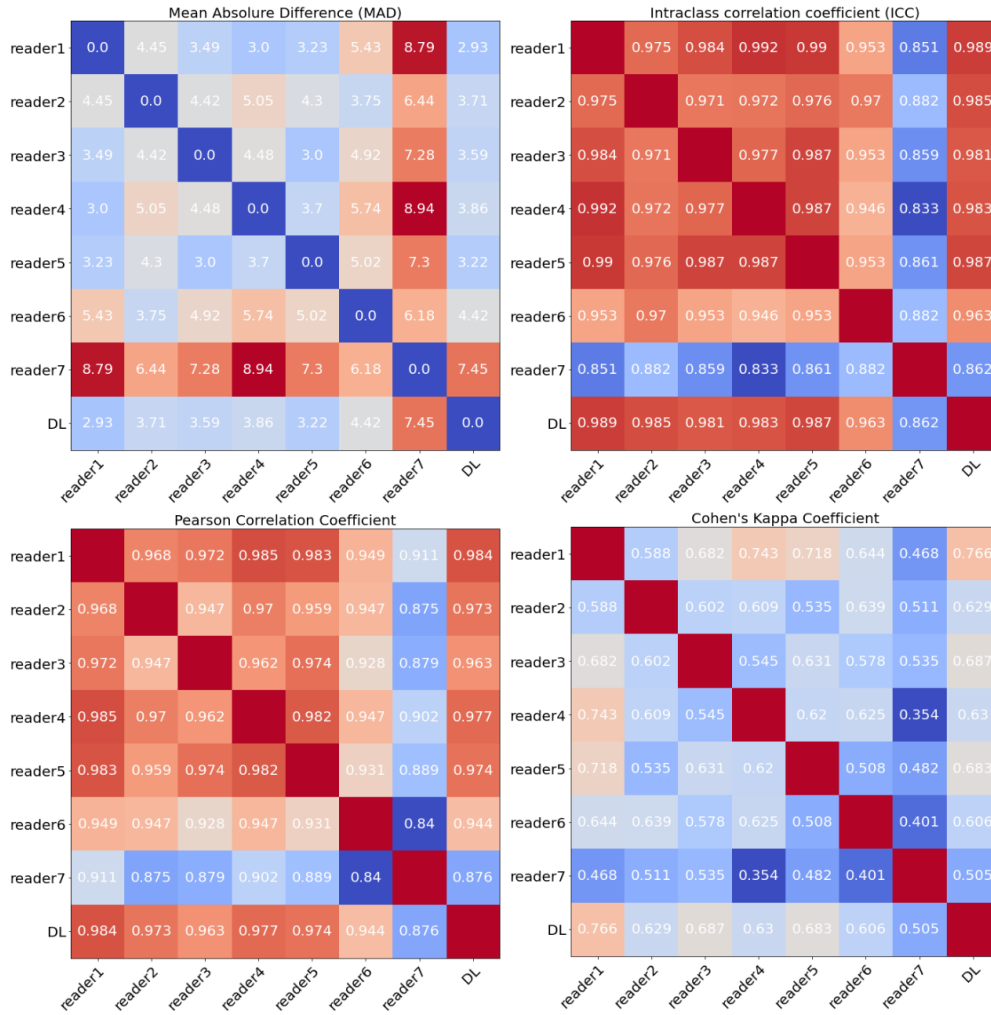 Mean Absolure Difference (MAD)
reader1 0.0 4.45 3.49 3.0 3.23 5.43 8.79 2.93
reader2 4.45 0.0 4.42 5.05 4.3 3.75 6.44 3.71
reader3 3.49 4.42 0.0 4.48 3.0 4.92 7.28 3.59
reader4 3.0 5.05 4.48 0.0 3.7 5.74 8.94 3.86
reader5 3.23 4.3 3.0 3.7 0.0 5.02 7.3 3.22
reader6 5.43 3.75 4.92 5.74 5.02 0.0 6.18 4.42
reader7 8.79 6.44 7.28 8.94 7.3 6.18 0.0 7.45
DL 2.93 3.71 3.59 3.86 3.22 4.42 7.45 0.0
reader1 reader2 reader3 reader4 reader5 reader6 reader7 DL
Intraclass correlation coefficient (ICC)
reader1 0.975 0.984 0.992 0.99 0.953 0.851 0.989
reader2 0.975 0.971 0.972 0.976 0.97 0.882 0.985
reader3 0.984 0.971 0.977 0.987 0.953 0.859 0.981
reader4 0.992 0.972 0.977 0.987 0.946 0.833 0.983
reader5 0.99 0.976 0.987 0.987 0.953 0.861 0.987
reader6 0.953 0.97 0.953 0.946 0.953 0.882 0.963
reader7 0.851 0.882 0.859 0.833 0.861 0.882 0.862
DL 0.989 0.985 0.981 0.983 0.987 0.963 0.862
reader1 reader2 reader3 reader4 reader5 reader6 reader7 DL
Pearson Correlation Coefficient
reader1 0.968 0.972 0.985 0.983 0.949 0.911 0.984
reader2 0.968 0.947 0.97 0.959 0.947 0.875 0.973
reader3 0.972 0.947 0.962 0.974 0.928 0.879 0.963
reader4 0.985 0.97 0.962 0.982 0.947 0.902 0.977
reader5 0.983 0.959 0.974 0.982 0.931 0.889 0.974
reader6 0.949 0.947 0.928 0.947 0.931 0.84 0.944
reader7 0.911 0.875 0.879 0.902 0.889 0.84 0.876
DL 0.984 0.973 0.963 0.977 0.974 0.944 0.876
reader1 reader2 reader3 reader4 reader5 reader6 reader7 DL
Cohen's Kappa Coefficient
reader1 0.588 0.682 0.743 0.718 0.644 0.468 0.766
reader2 0.588 0.602 0.609 0.535 0.639 0.511 0.629
reader3 0.682 0.602 0.545 0.631 0.578 0.535 0.687
reader4 0.743 0.609 0.545 0.62 0.625 0.354 0.63
reader5 0.718 0.535 0.631 0.62 0.508 0.482 0.683
reader6 0.644 0.639 0.578 0.625 0.508 0.401 0.606
reader7 0.468 0.511 0.535 0.354 0.482 0.401 0.505
DL 0.766 0.629 0.687 0.63 0.683 0.606 0.505
reader1 reader2 reader3 reader4 reader5 reader6 reader7 DL